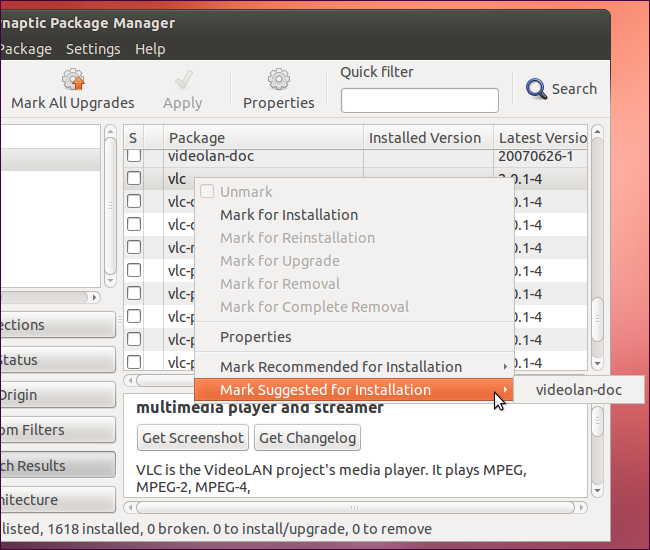 naptic Package Manager
Package Settings Help
Mark All Upgrades
Apply
Properties
Quick filter
Search
S Package Installed Version Latest Versio
videolan-doc 20070626-1
vlc 2.0.1-4
vlc-d 0.1-4
vlc-d 0.1-4
vlc-n 0.1-4
vlc-p 0.1-4
vlc-p 0.1-4
vlc-p 0.1-4
vlc-p 0.1-4
vlc-p 0.1-4
Unmark
Mark for Installation
Mark for Reinstallation
Mark for Upgrade
Mark for Removal
Mark for Complete Removal
Properties
Mark Recommended for Installation
Mark Suggested for Installation
videolan-doc
ections
Status
Origin
om Filters
ch Results
hitecture
multimedia player and streamer
Get Screenshot
Get Changelog
VLC is the VideoLAN project's media player. It plays MPEG,
MPEG-2, MPEG-4,
listed, 1618 installed, 0 broken. 0 to install/upgrade, 0 to remove